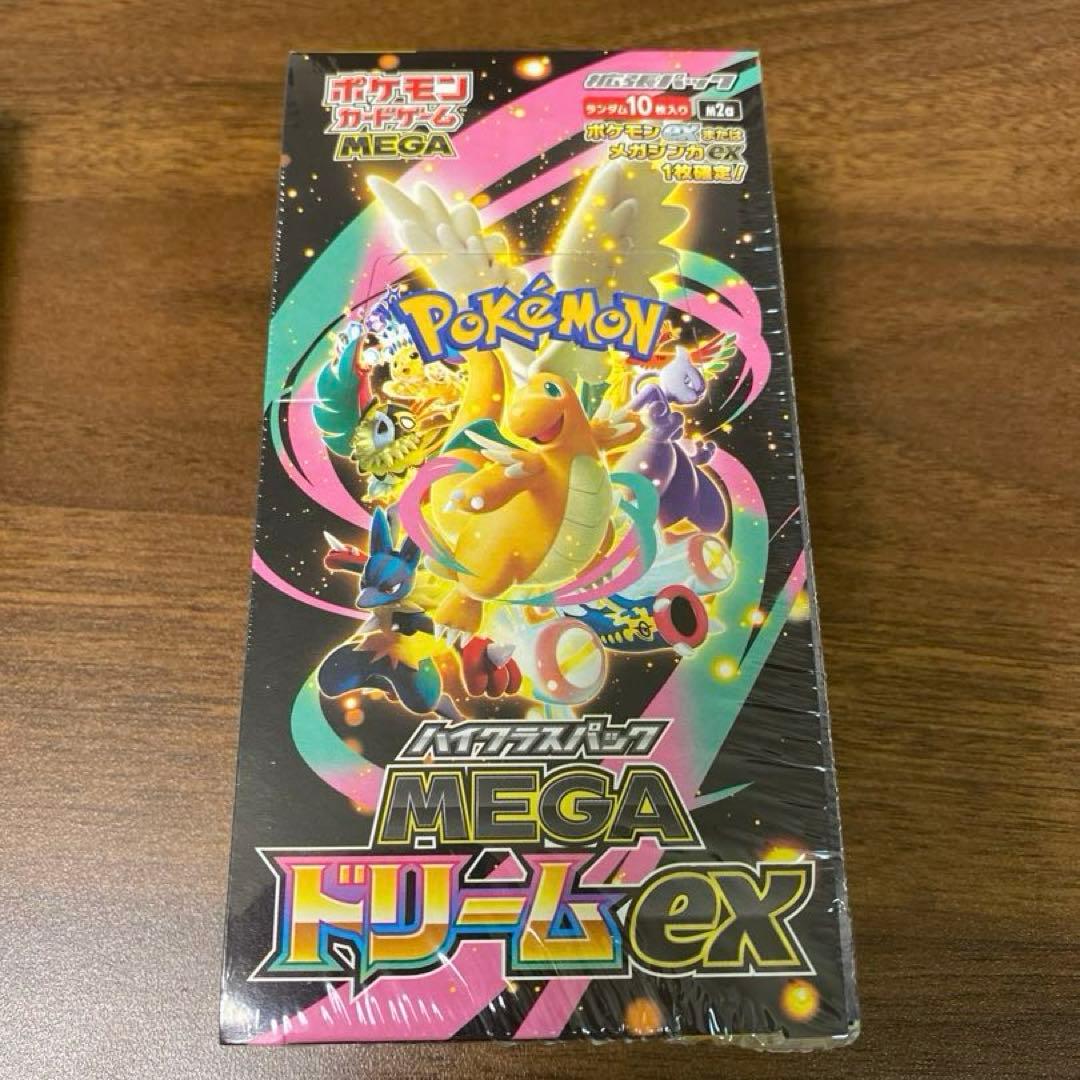 ポケモン
カードゲーム
MEGA
拡張パック
ランダム10枚入り
M2a
ポケモンexまたは
メガシンカex
1枚確定!
POKÉMON
TM
ハイクラスパック
MEGA
ドリームex